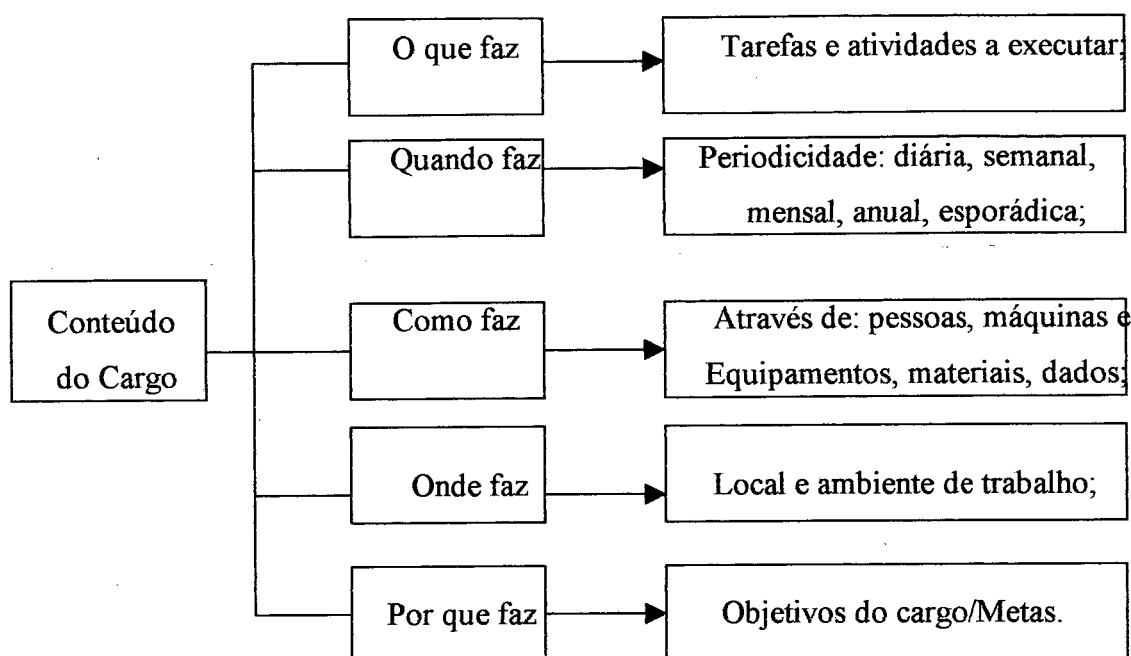 O que faz
Tarefas e atividades a executar;
Quando faz
Periodicidade: diária, semanal,
mensal, anual, esporádica;
Conteúdo
do Cargo
Como faz
Através de: pessoas, máquinas e
Equipamentos, materiais, dados;
Onde faz
Local e ambiente de trabalho;
Por que faz
Objetivos do cargo/Metas.